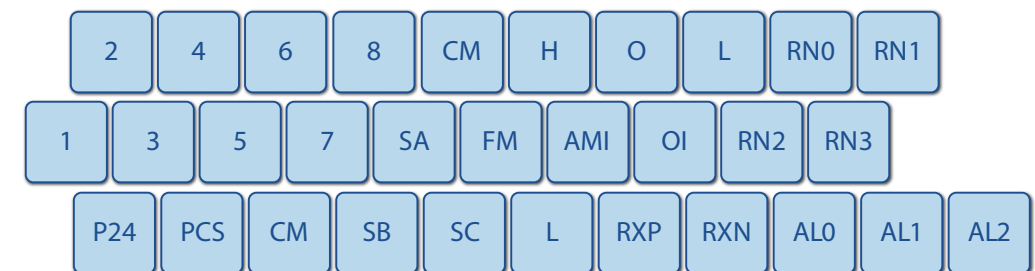 2 4 6 8 CM H O L RN0 RN1
1 3 5 7 SA FM AMI OI RN2 RN3
P24 PCS CM SB SC L RXP RXN AL0 AL1 AL2